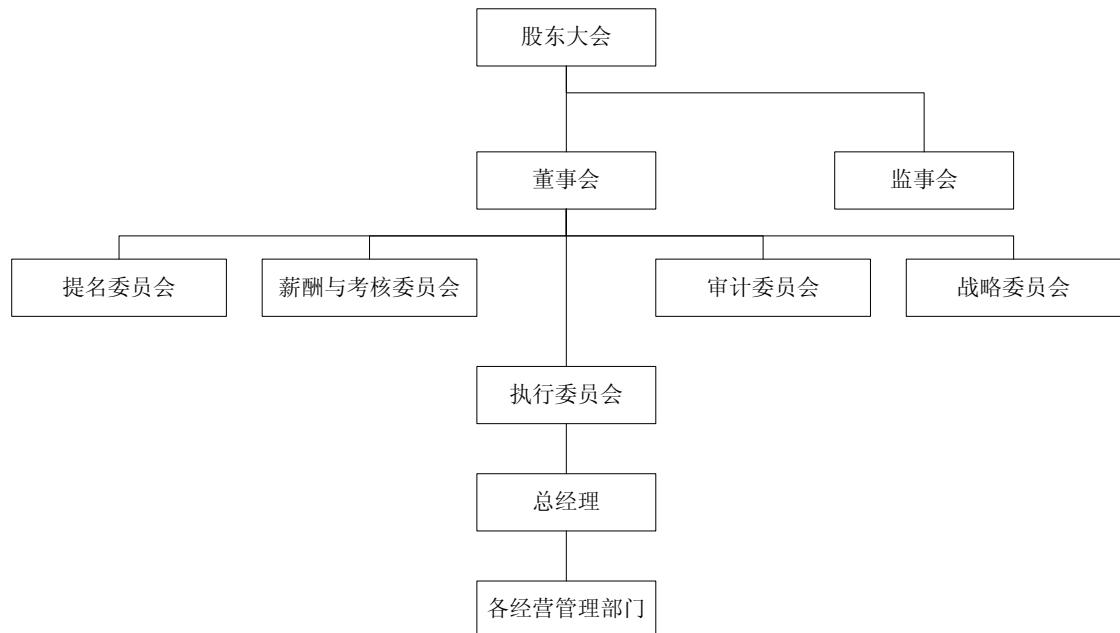 股东大会
董事会
监事会
提名委员会
薪酬与考核委员会
审计委员会
战略委员会
执行委员会
总经理
各经营管理部门